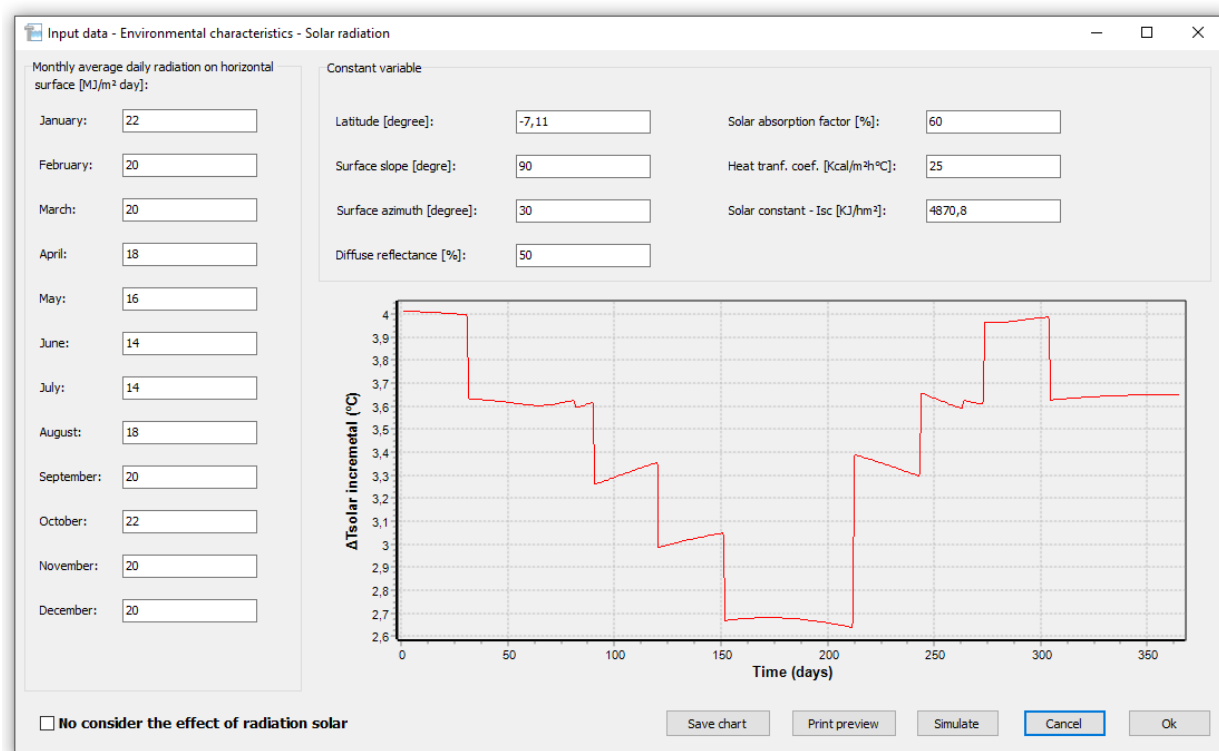 Input data - Environmental characteristics - Solar radiation
Monthly average daily radiation on horizontal
surface [MJ/m² day]:
January: 22
February: 20
March: 20
April: 18
May: 16
June: 14
July: 14
August: 18
September: 20
October: 22
November: 20
December: 20
Constant variable
Latitude [degree]: -7,11
Surface slope [degre]: 90
Surface azimuth [degree]: 30
Diffuse reflectance [%]: 50
Solar absorption factor [%]: 60
Heat tranf. coef. [Kcal/m²h°C]: 25
Solar constant - Isc [KJ/hm²]: 4870,8
ΔTsolar incremetal (°C)
4
3,9
3,8
3,7
3,6
3,5
3,4
3,3
3,2
3,1
3
2,9
2,8
2,7
2,6
0 50 100 150 200 250 300 350
Time (days)
No consider the effect of radiation solar
Save chart Print preview Simulate Cancel Ok